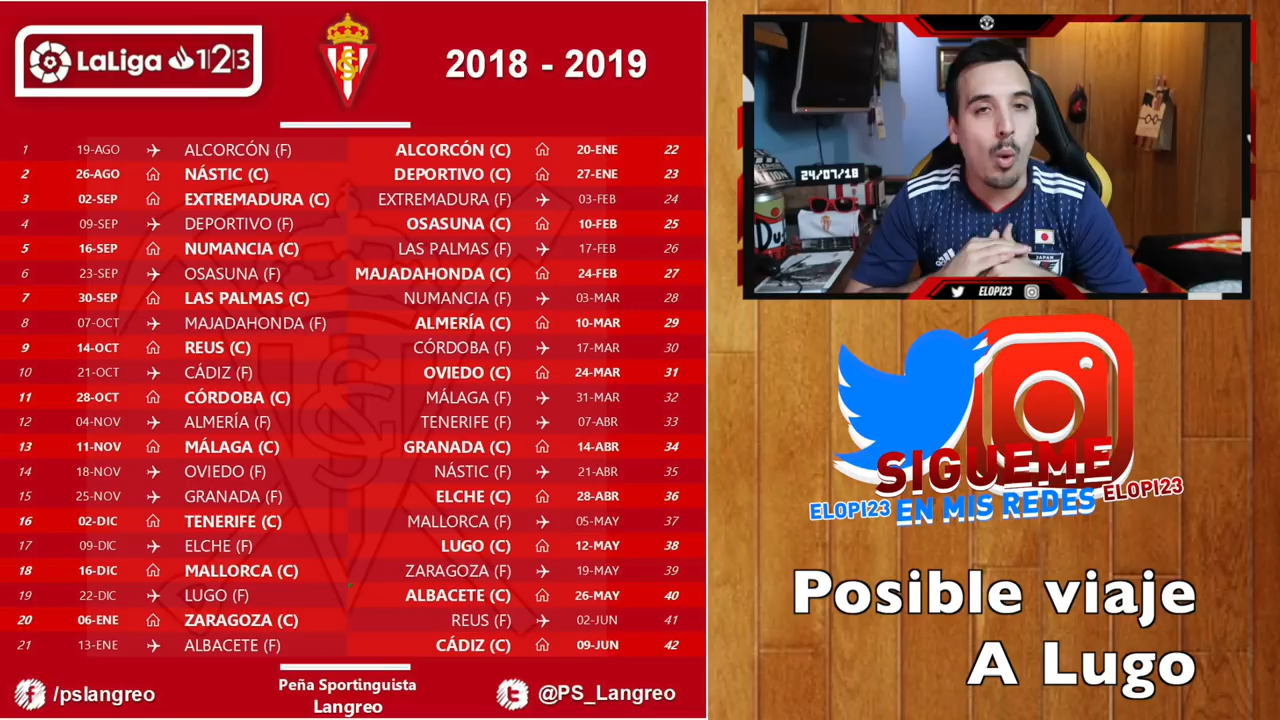 LaLiga 1|2|3
2018 - 2019
1 19-AGO ALCORCÓN (F) ALCORCÓN (C) 20-ENE 22
2 26-AGO NÁSTIC (C) DEPORTIVO (C) 27-ENE 23
3 02-SEP EXTREMADURA (C) EXTREMADURA (F) 03-FEB 24
4 09-SEP DEPORTIVO (F) OSASUNA (C) 10-FEB 25
5 16-SEP NUMANCIA (C) LAS PALMAS (F) 17-FEB 26
6 23-SEP OSASUNA (F) MAJADAHONDA (C) 24-FEB 27
7 30-SEP LAS PALMAS (C) NUMANCIA (F) 03-MAR 28
8 07-OCT MAJADAHONDA (F) ALMERÍA (C) 10-MAR 29
9 14-OCT REUS (C) CÓRDOBA (F) 17-MAR 30
10 21-OCT CÁDIZ (F) OVIEDO (C) 24-MAR 31
11 28-OCT CÓRDOBA (C) MÁLAGA (F) 31-MAR 32
12 04-NOV ALMERÍA (F) TENERIFE (F) 07-ABR 33
13 11-NOV MÁLAGA (C) GRANADA (C) 14-ABR 34
14 18-NOV OVIEDO (F) NÁSTIC (F) 21-ABR 35
15 25-NOV GRANADA (F) ELCHE (C) 28-ABR 36
16 02-DIC TENERIFE (C) MALLORCA (F) 05-MAY 37
17 09-DIC ELCHE (F) LUGO (C) 12-MAY 38
18 16-DIC MALLORCA (C) ZARAGOZA (F) 19-MAY 39
19 22-DIC LUGO (F) ALBACETE (C) 26-MAY 40
20 06-ENE ZARAGOZA (C) REUS (F) 02-JUN 41
21 13-ENE ALBACETE (F) CÁDIZ (C) 09-JUN 42
/pslangreo
Peña Sportinguista
Langreo
@PS_Langreo
24/07/18
Du
JAPAN
ELOPI23
SIGUEME
ELOPI23 EN MIS REDES ELOPI23
Posible viaje
A Lugo